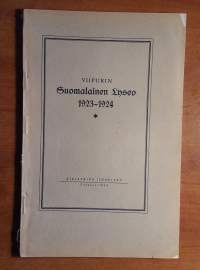 VIIPURIN
Suomalainen Lyseo
1923-1924